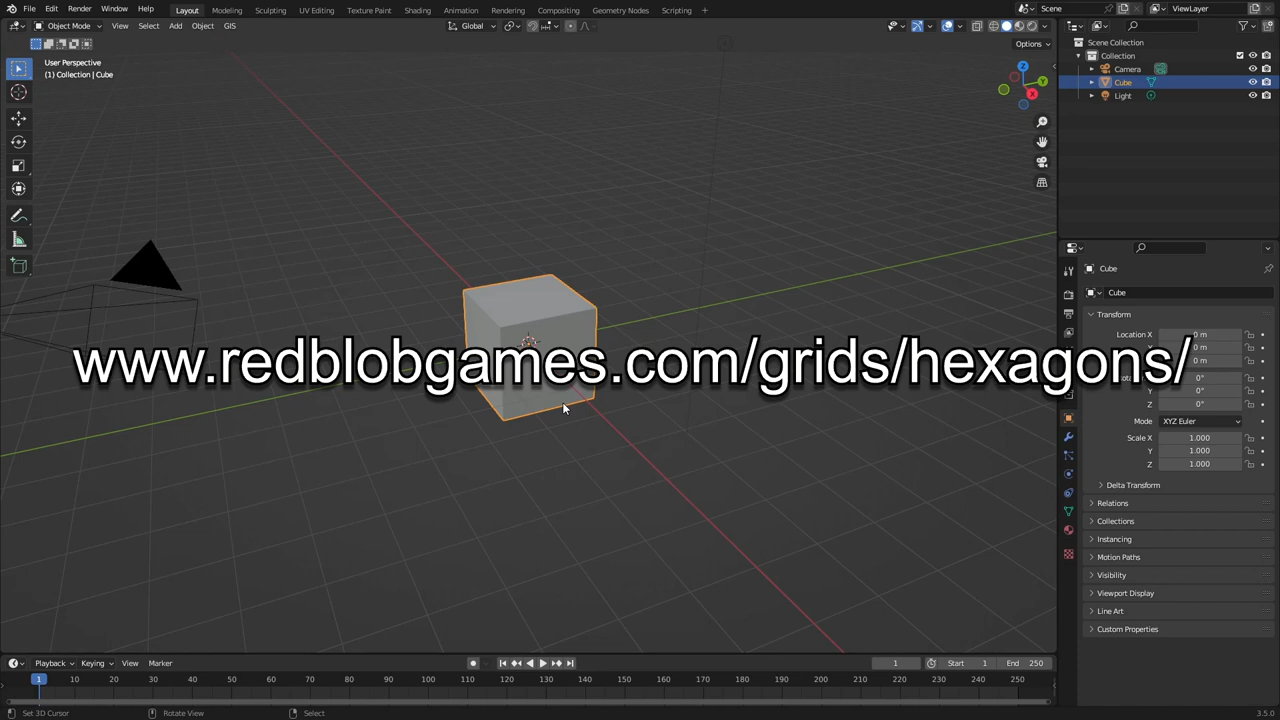 File Edit Render Window Help Layout Modeling Sculpting UV Editing Texture Paint Shading Animation Rendering Compositing Geometry Nodes Scripting + Scene ViewLayer
Object Mode View Select Add Object GIS Global
Options
User Perspective
(1) Collection | Cube
Z
Y
X
Scene Collection
Collection
Camera
Cube
Light
Cube
Cube
Transform
Location X 0 m
0 m
0 m
0°
Y 0°
Z 0°
Mode XYZ Euler
Scale X 1.000
Y 1.000
Z 1.000
Delta Transform
Relations
Collections
Instancing
Motion Paths
Visibility
Viewport Display
Line Art
Custom Properties
www.redblobgames.com/grids/hexagons/
Playback Keying View Marker 1 Start 1 End 250
1 10 20 30 40 50 60 70 80 90 100 110 120 130 140 150 160 170 180 190 200 210 220 230 240 250
Set 3D Cursor Rotate View Select 3.5.0